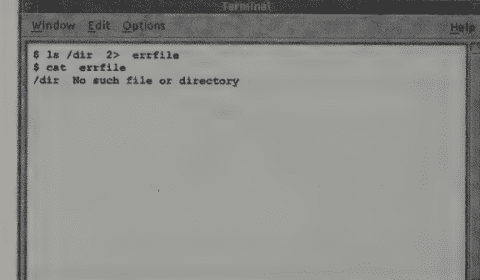 Terminal
Window Edit Options Help
$ ls /dir 2> errfile
$ cat errfile
/dir No such file or directory